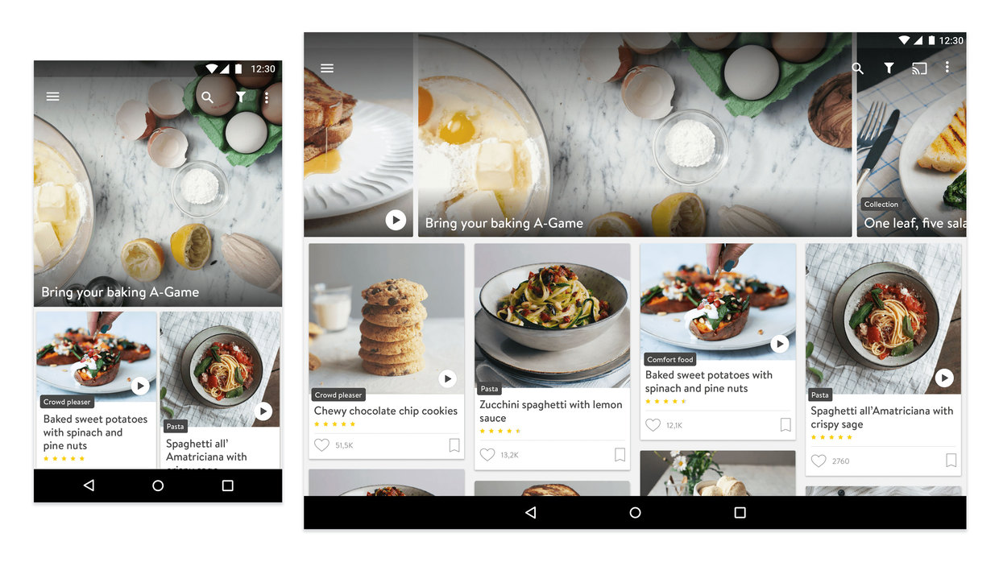 12:30
Bring your baking A-Game
Crowd pleaser
Baked sweet potatoes
with spinach and
pine nuts
Pasta
Spaghetti all'
Amatriciana with
crispy sage
12:30
Bring your baking A-Game
Collection
One leaf, five sala
Crowd pleaser
Chewy chocolate chip cookies
51,5K
Pasta
Zucchini spaghetti with lemon
sauce
13,2K
Comfort food
Baked sweet potatoes with
spinach and pine nuts
12,1K
Pasta
Spaghetti all'Amatriciana with
crispy sage
2760